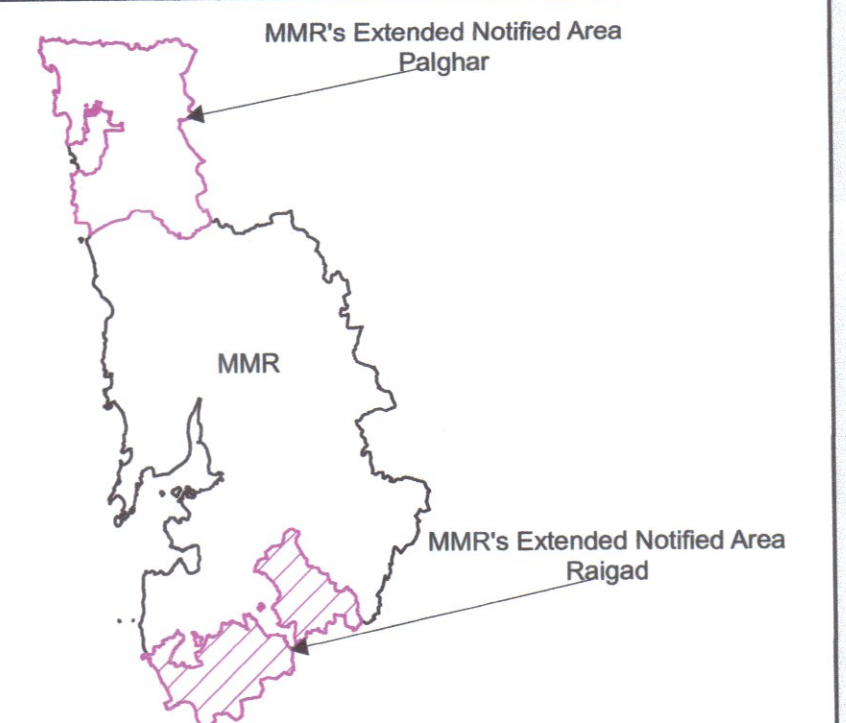 MMR's Extended Notified Area
Palghar
MMR
MMR's Extended Notified Area
Raigad